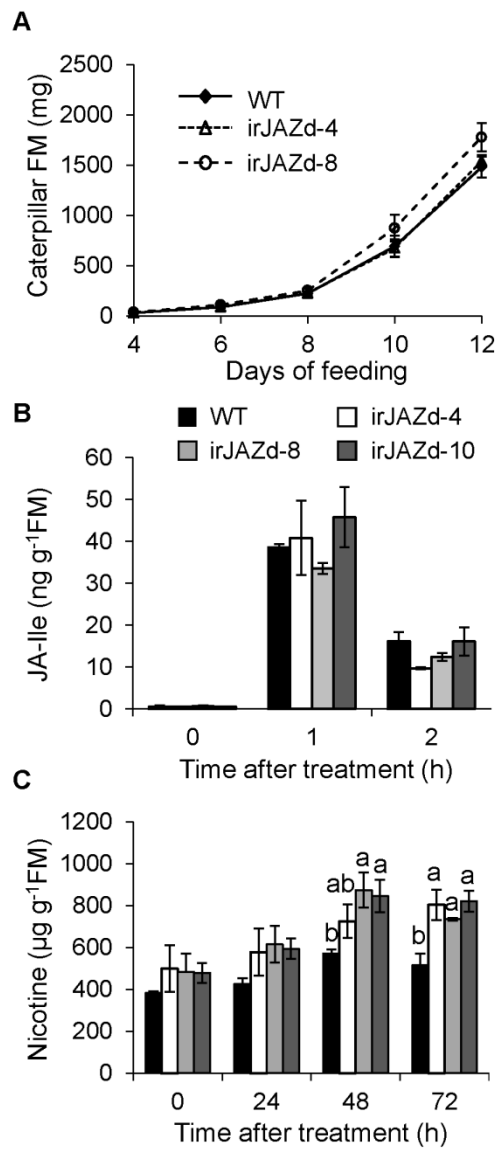 A
2500
2000
1500
1000
500
0
Caterpillar FM (mg)
WT
irJAZd-4
irJAZd-8
4 6 8 10 12
Days of feeding
B
WT irJAZd-4
irJAZd-8 irJAZd-10
60
50
40
30
20
10
0
JA-Ile (ng g⁻¹FM)
0 1 2
Time after treatment (h)
C
1200
1000
800
600
400
200
0
Nicotine (µg g⁻¹FM)
b ab a a
b a a a
0 24 48 72
Time after treatment (h)